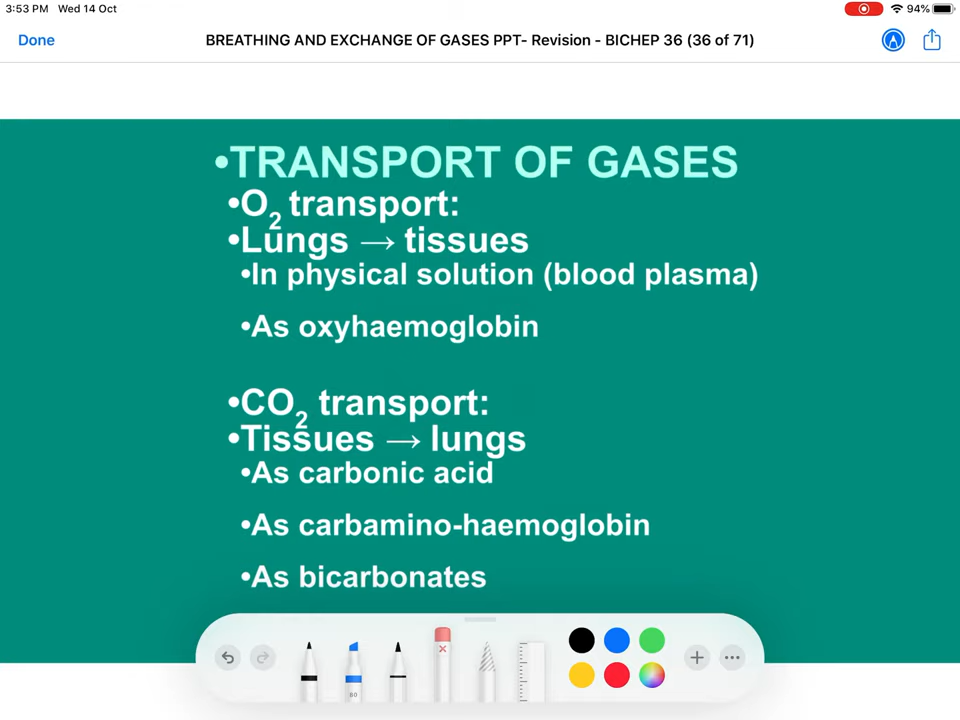 3:53 PM Wed 14 Oct
94%
Done
BREATHING AND EXCHANGE OF GASES PPT- Revision - BICHEP 36 (36 of 71)
•TRANSPORT OF GASES
•O2 transport:
•Lungs → tissues
•In physical solution (blood plasma)
•As oxyhaemoglobin
•CO2 transport:
•Tissues → lungs
•As carbonic acid
•As carbamino-haemoglobin
•As bicarbonates
80